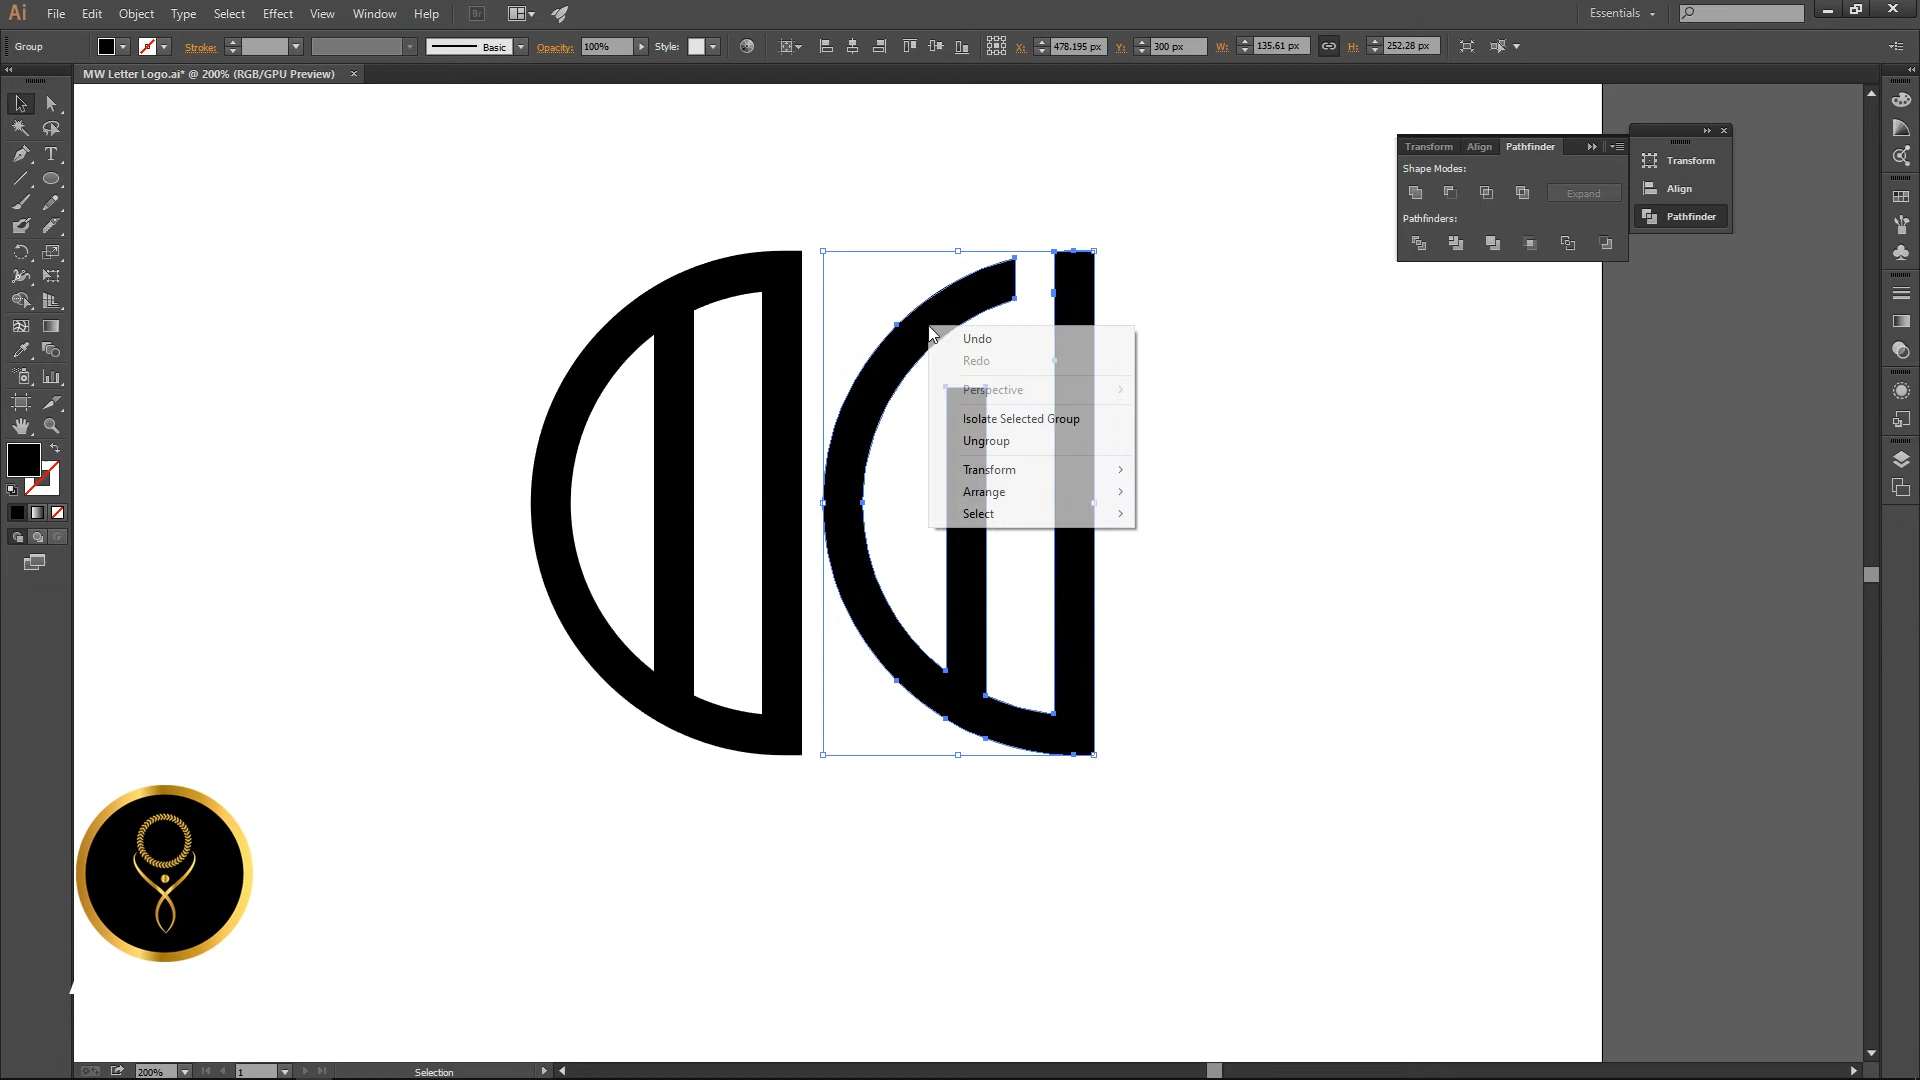 Ai File Edit Object Type Select Effect View Window Help Br Essentials
Group Stroke: Basic Opacity: 100% Style: X: 478.195 px Y: 300 px W: 135.61 px H: 252.28 px
MW Letter Logo.ai* @ 200% (RGB/GPU Preview) ×
Transform Align Pathfinder
Shape Modes:
Expand
Pathfinders:
Transform
Align
Pathfinder
Undo
Redo
Perspective
Isolate Selected Group
Ungroup
Transform
Arrange
Select
T
200% 1 Selection